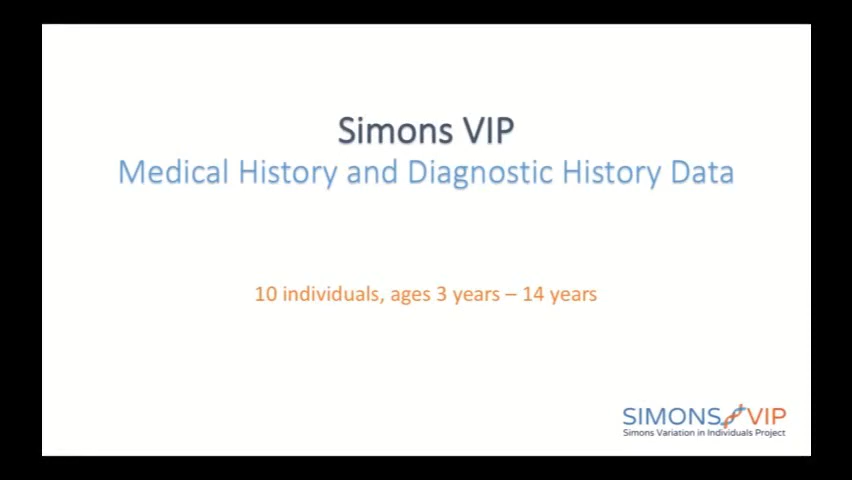 Simons VIP
Medical History and Diagnostic History Data
10 individuals, ages 3 years – 14 years
SIMONS VIP
Simons Variation in Individuals Project